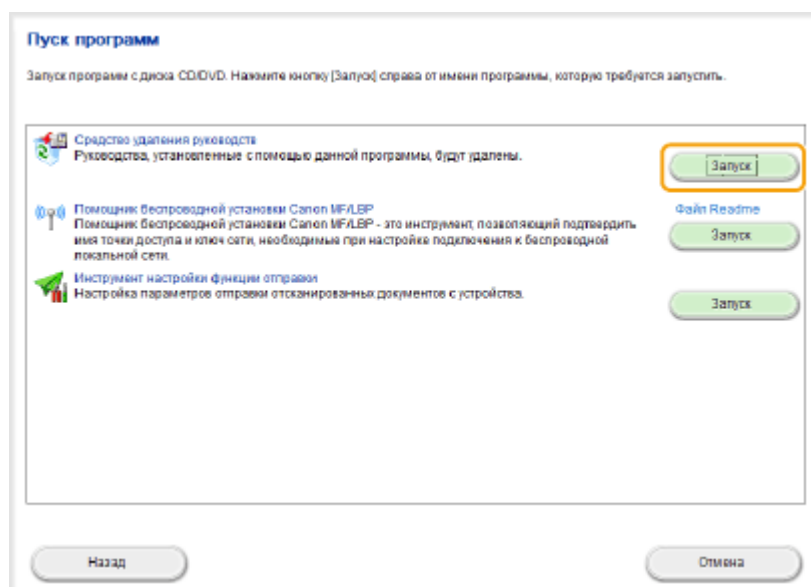 Пуск программ
Запуск программ с диска CD/DVD. Нажмите кнопку [Запуск] справа от имени программы, которую требуется запустить.
Средство удаления руководств
Руководства, установленные с помощью данной программы, будут удалены.
Запуск
Помощник беспроводной установки Canon MF/LBP
Файл Readme
Помощник беспроводной установки Canon MF/LBP - это инструмент, позволяющий подтвердить
имя точки доступа и ключ сети, необходимые при настройке подключения к беспроводной
локальной сети.
Запуск
Инструмент настройки функции отправки
Настройка параметров отправки отсканированных документов с устройства.
Запуск
Назад
Отмена